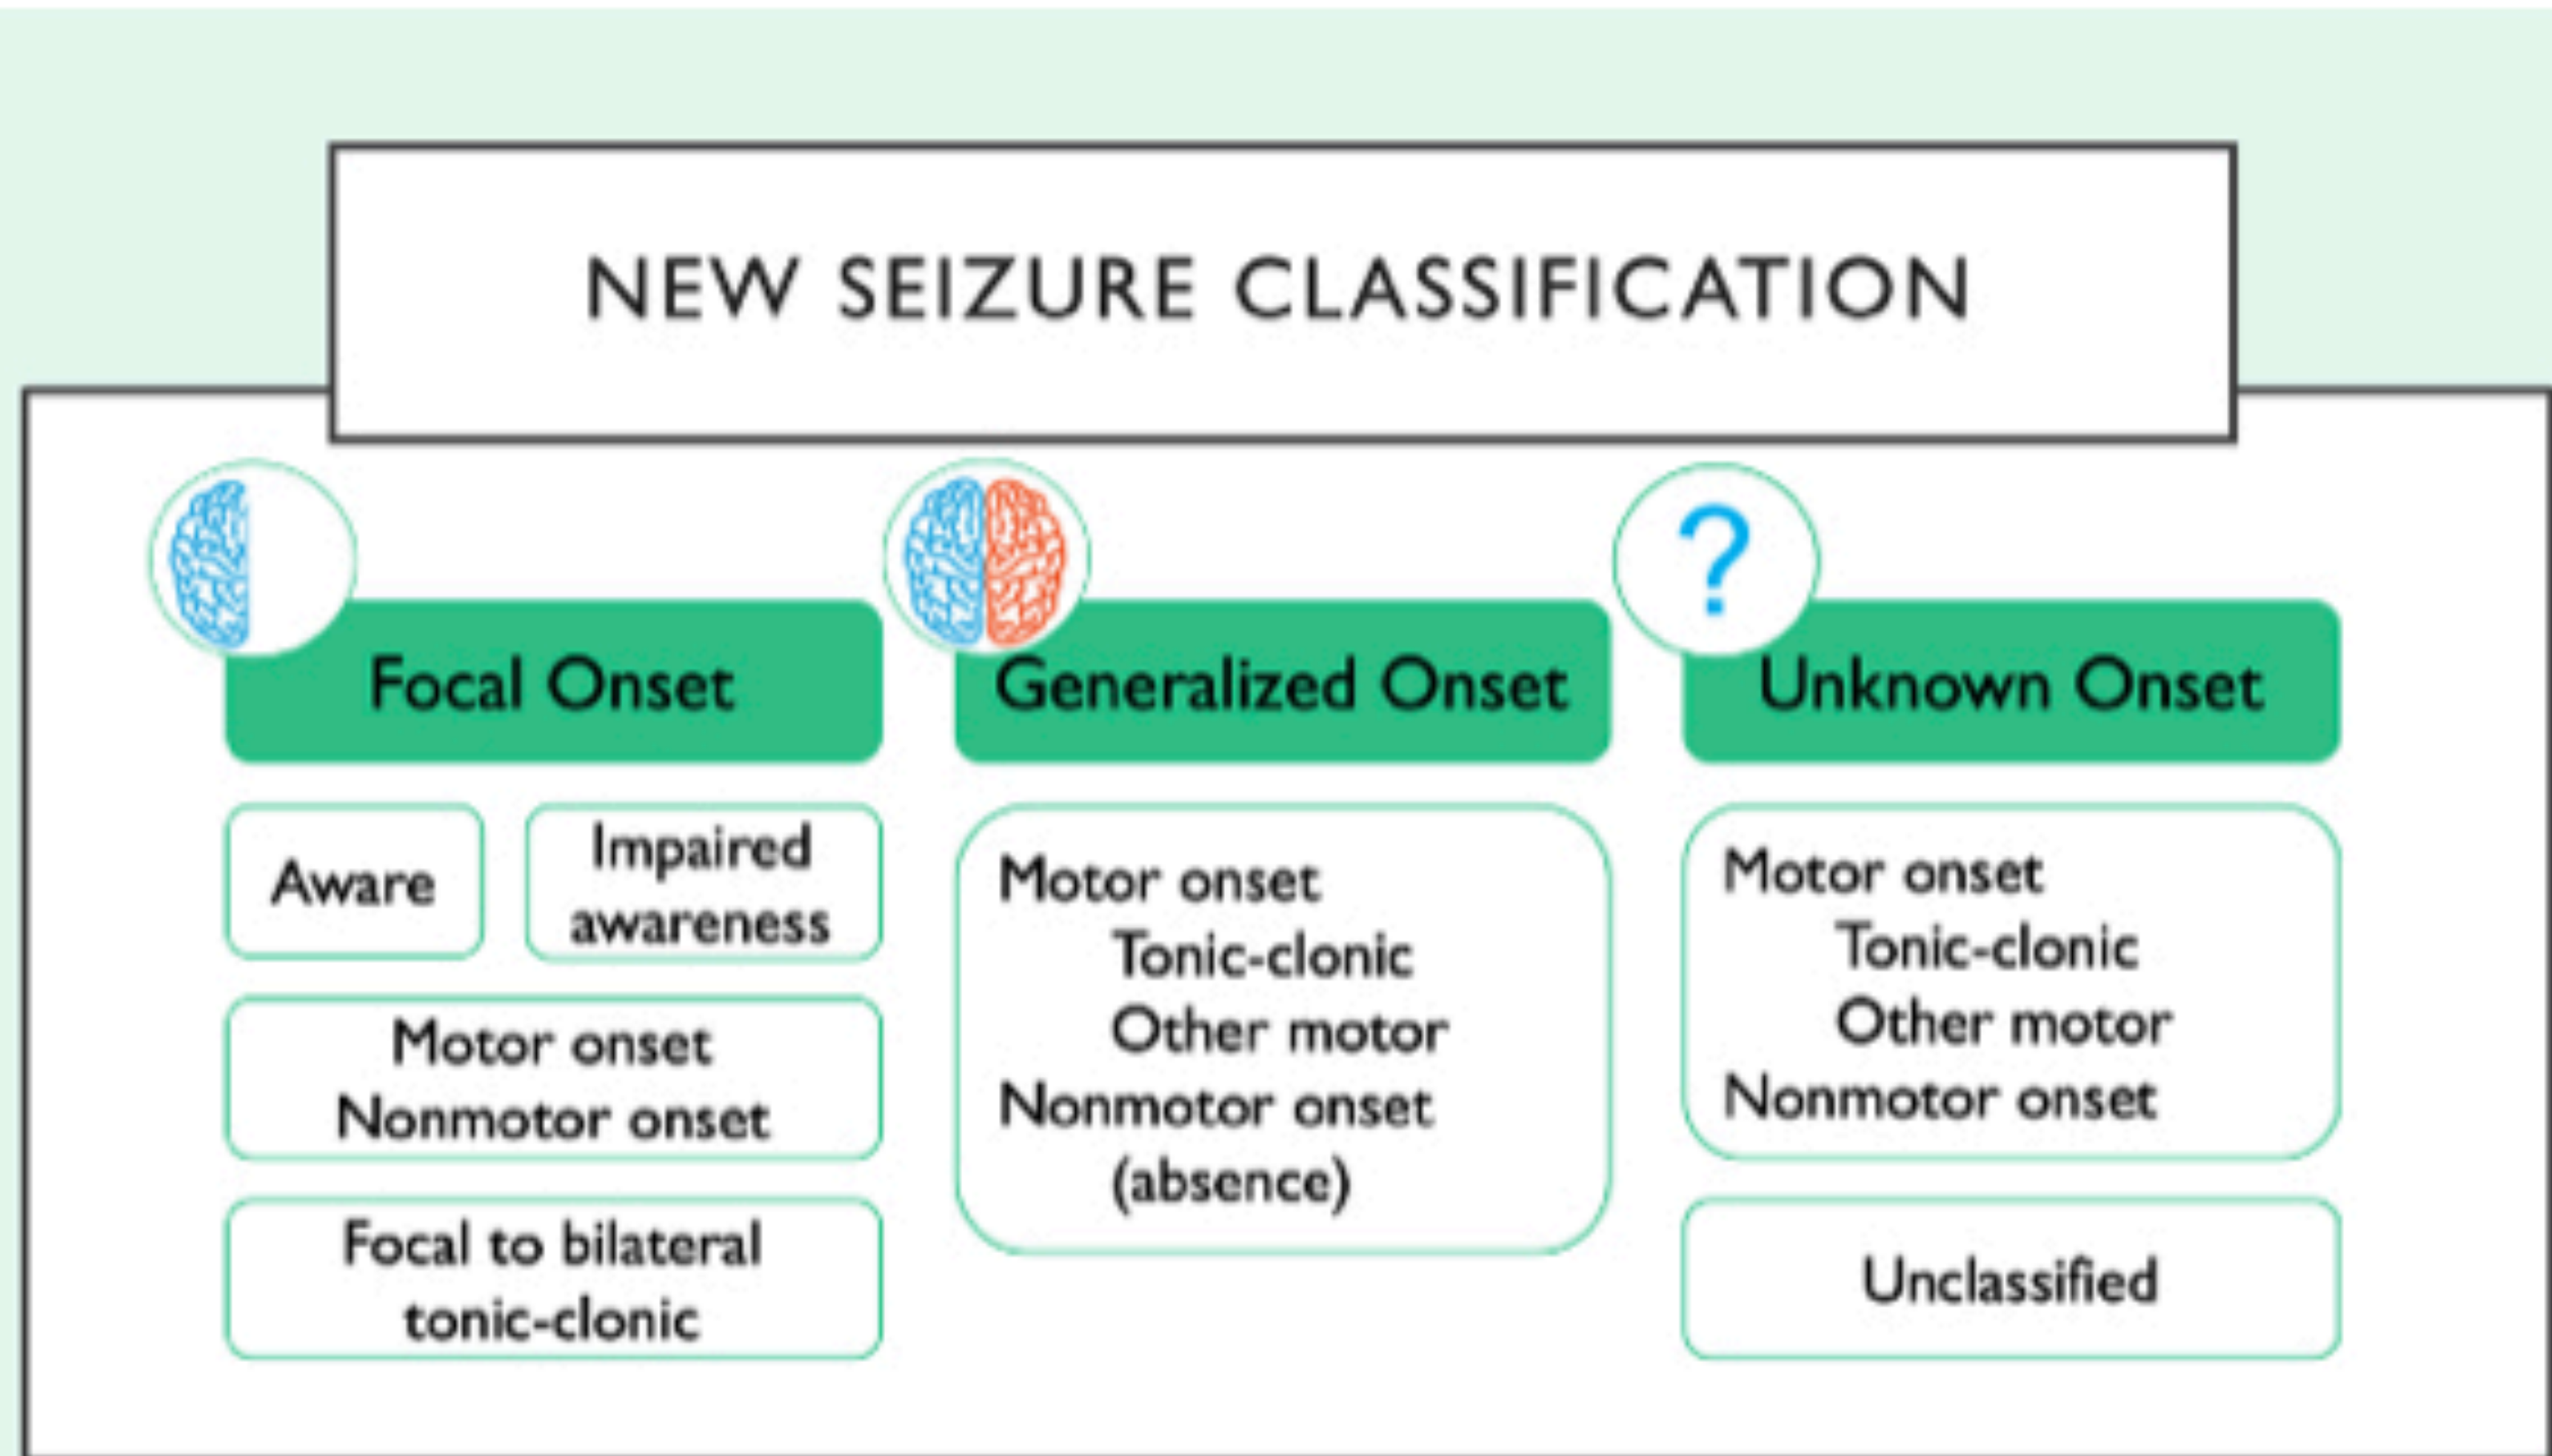 NEW SEIZURE CLASSIFICATION
?
Focal Onset
Aware
Impaired
awareness
Motor onset
Nonmotor onset
Focal to bilateral
tonic-clonic
Generalized Onset
Motor onset
Tonic-clonic
Other motor
Nonmotor onset
(absence)
Unknown Onset
Motor onset
Tonic-clonic
Other motor
Nonmotor onset
Unclassified